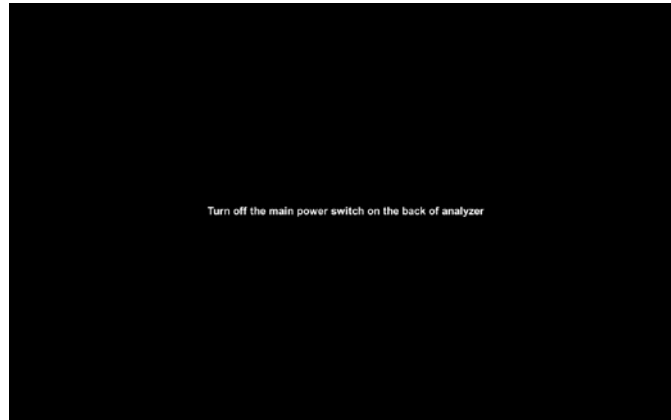 Turn off the main power switch on the back of analyzer